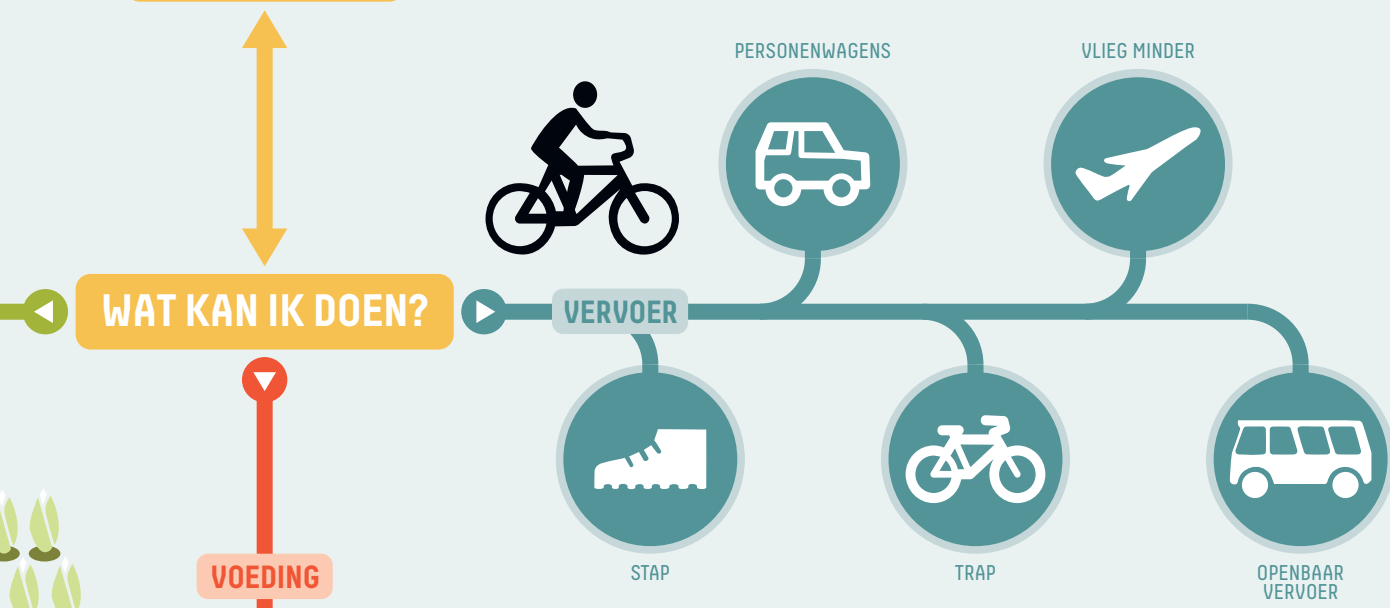 PERSONENWAGENS
VLIEG MINDER
WAT KAN IK DOEN?
VERVOER
STAP
TRAP
OPENBAAR
VERVOER
VOEDING